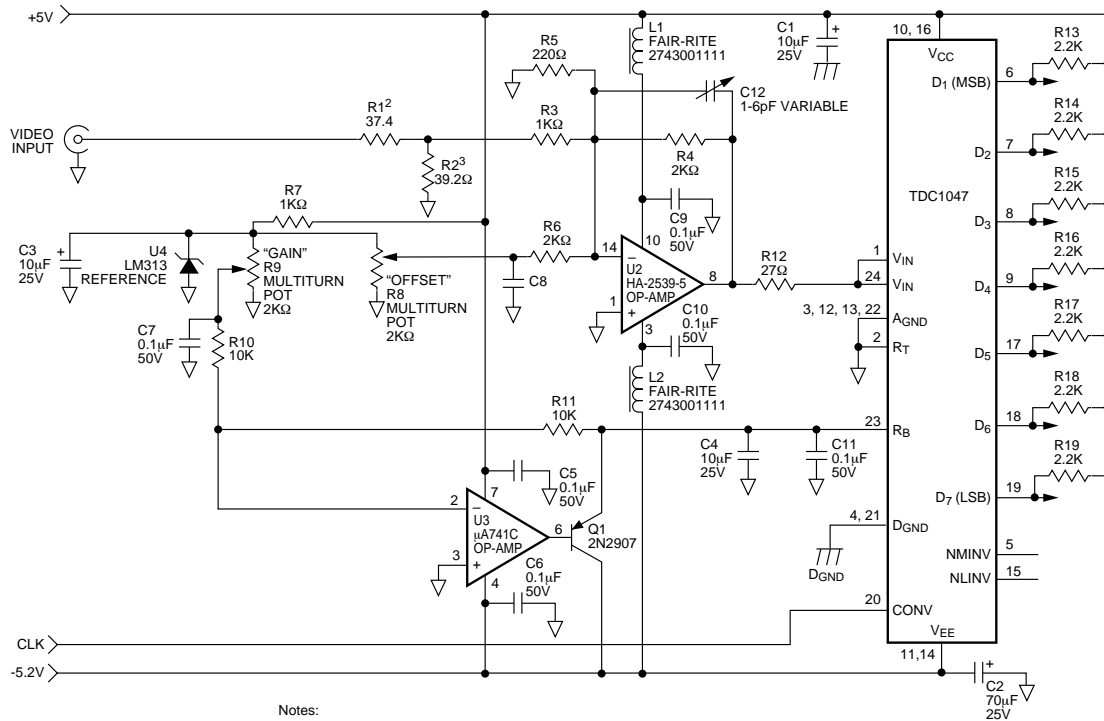 +5V
L1
FAIR-RITE
2743001111
C1
10µF
25V
10, 16
VCC
R13
2.2K
D1 (MSB)
6
R5
220Ω
C12
1-6pF VARIABLE
R14
2.2K
D2
7
VIDEO
INPUT
R1²
37.4
R3
1KΩ
R4
2KΩ
R2³
39.2Ω
TDC1047
R15
2.2K
D3
8
R7
1KΩ
C9
0.1µF
50V
C3
10µF
25V
U4
LM313
REFERENCE
"GAIN"
R9
MULTITURN
POT
2KΩ
"OFFSET"
R8
MULTITURN
POT
2KΩ
R6
2KΩ
C8
14
10
U2
HA-2539-5
OP-AMP
8
1
3
−
+
R12
27Ω
1
VIN
24
VIN
R16
2.2K
D4
9
3, 12, 13, 22
AGND
2
RT
R17
2.2K
D5
17
C7
0.1µF
50V
R10
10K
C10
0.1µF
50V
L2
FAIR-RITE
2743001111
R18
2.2K
D6
18
R11
10K
23
RB
C4
10µF
25V
C11
0.1µF
50V
R19
2.2K
D7 (LSB)
19
C5
0.1µF
50V
7
2
−
U3
µA741C
OP-AMP
6
3
+
4
Q1
2N2907
C6
0.1µF
50V
4, 21
DGND
DGND
NMINV
5
NLINV
15
20
CONV
CLK
VEE
11,14
-5.2V
C2
70µF
25V
+
+
+
Notes: